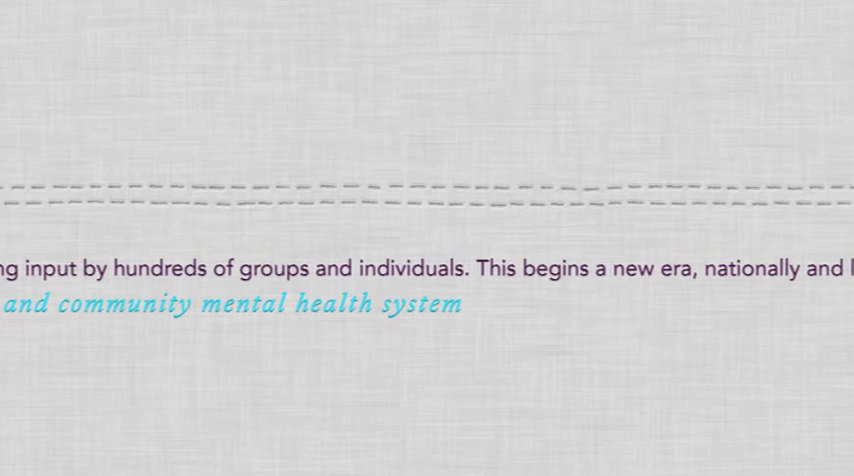 ng input by hundreds of groups and individuals. This begins a new era, nationally and l
and community mental health system